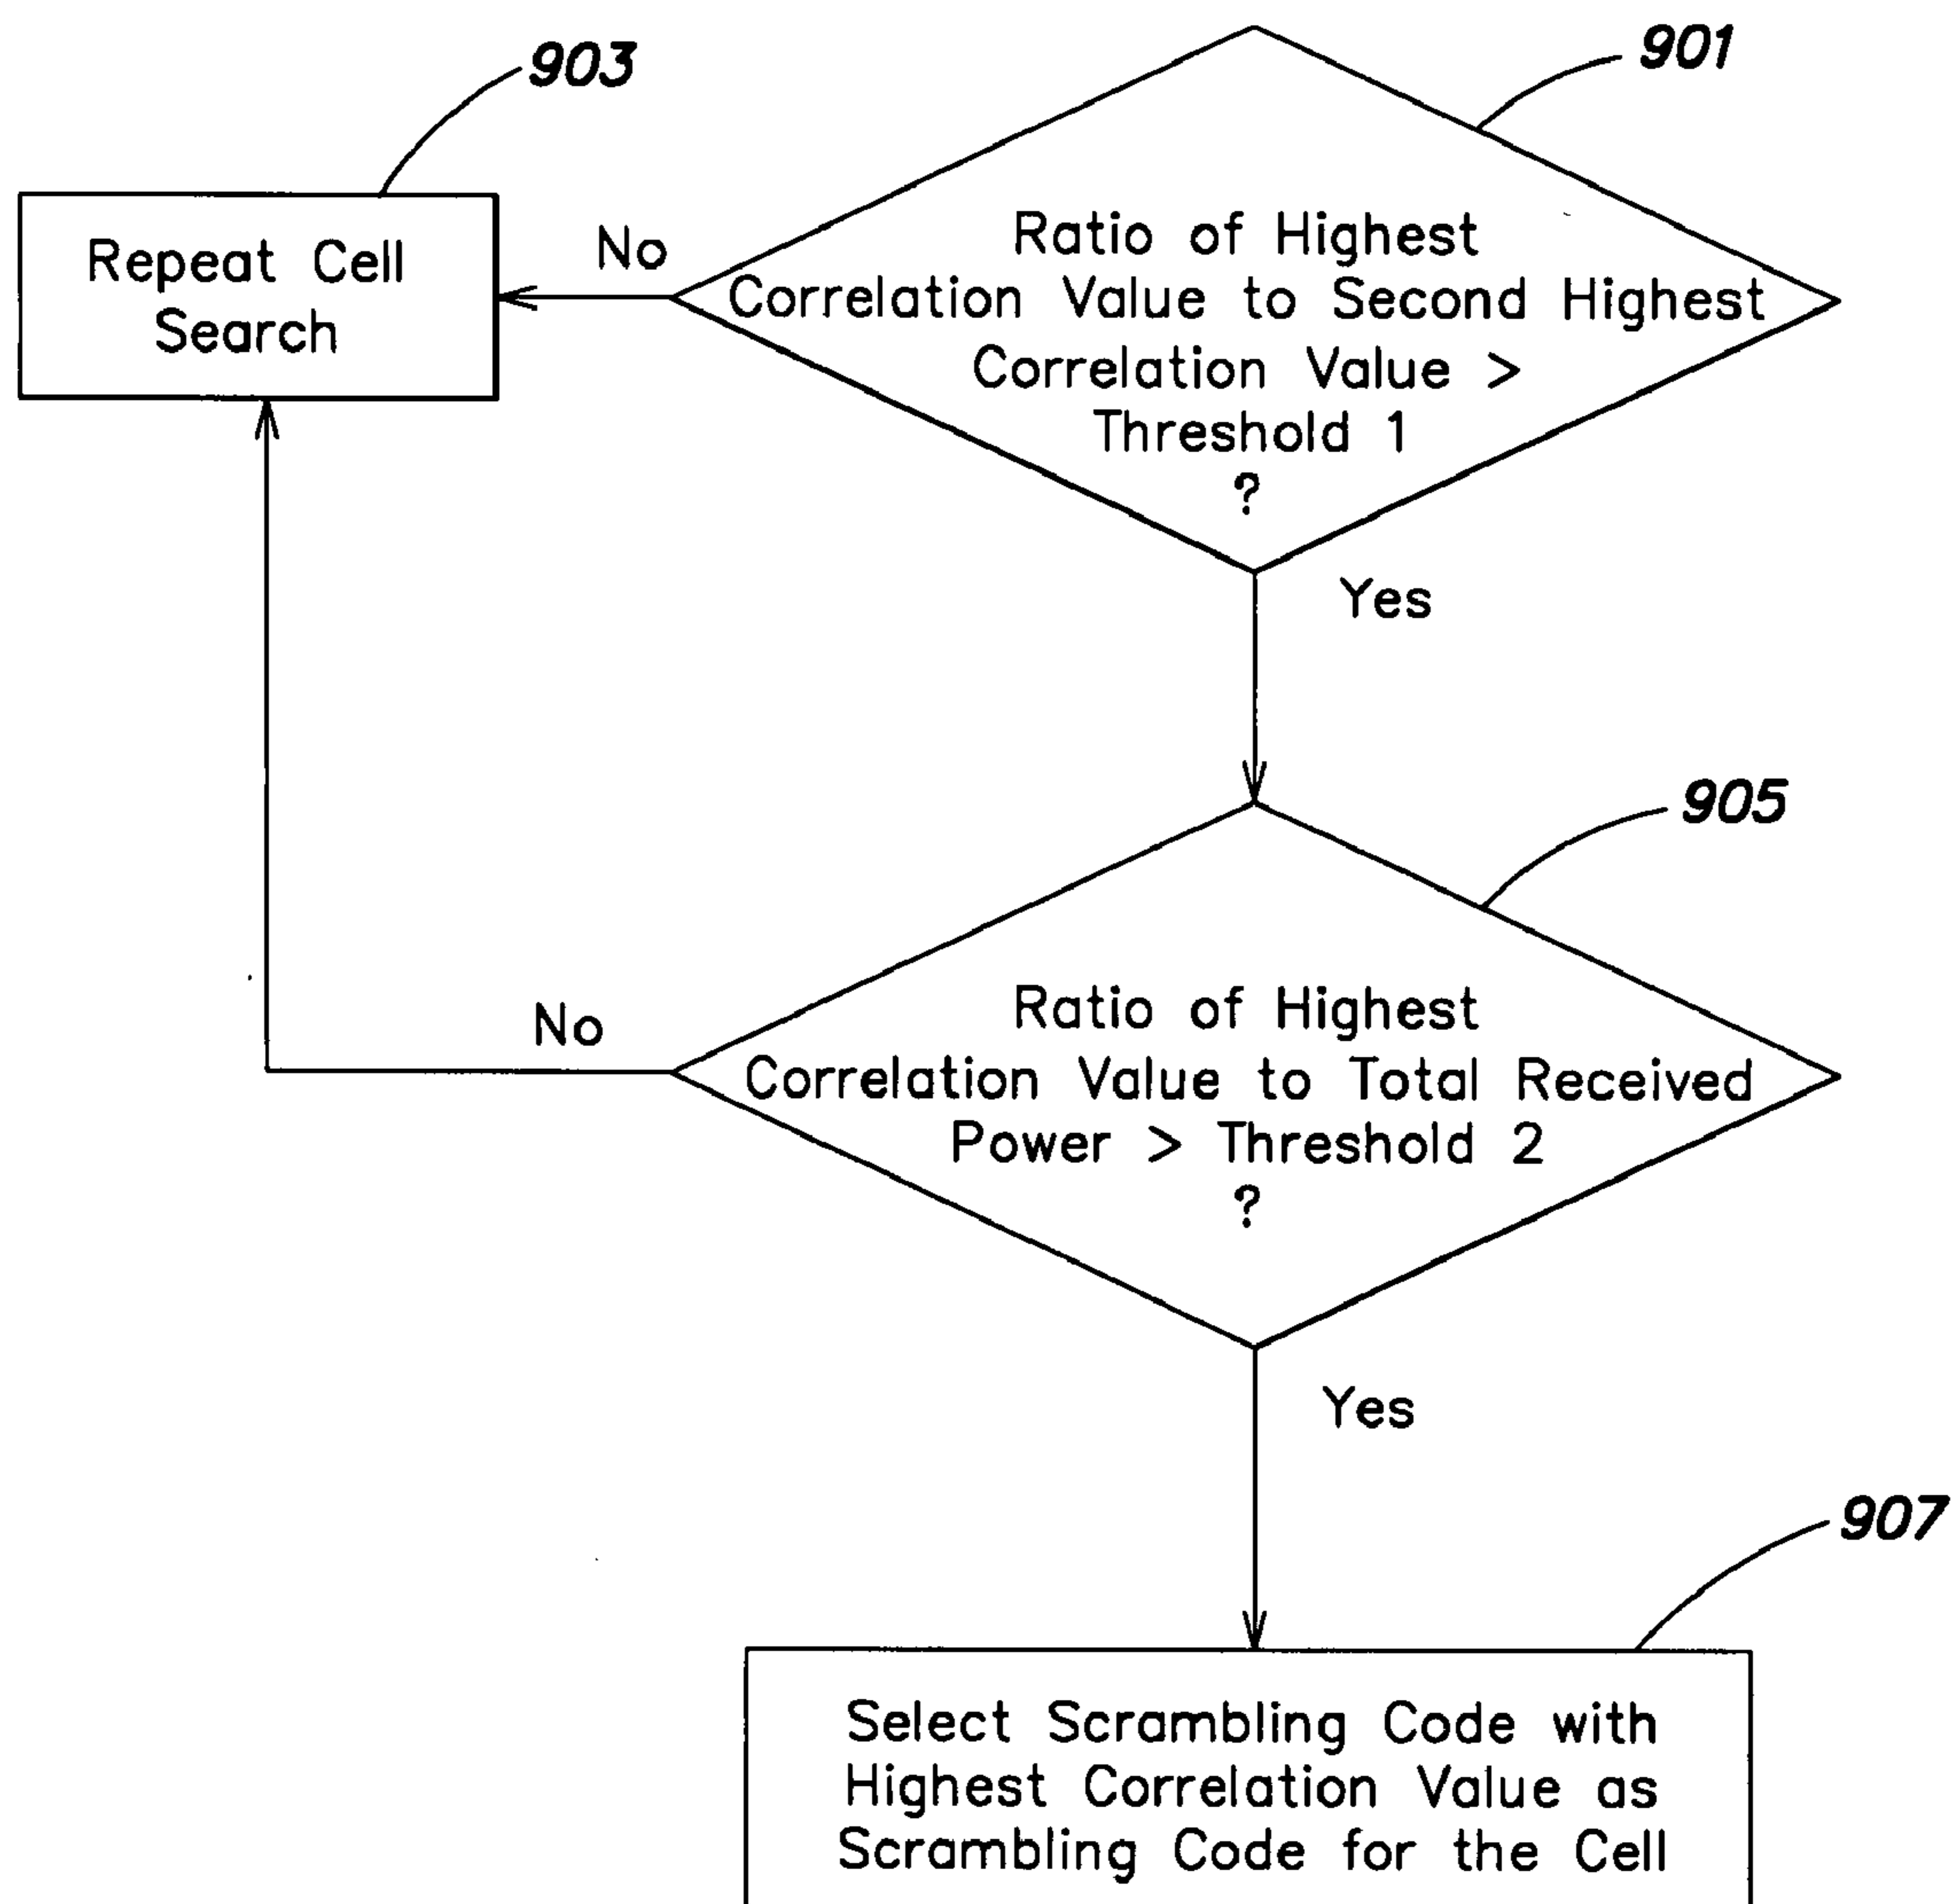 903
901
Repeat Cell
Search
No
Ratio of Highest
Correlation Value to Second Highest
Correlation Value >
Threshold 1
?
Yes
905
No
Ratio of Highest
Correlation Value to Total Received
Power > Threshold 2
?
Yes
907
Select Scrambling Code with
Highest Correlation Value as
Scrambling Code for the Cell